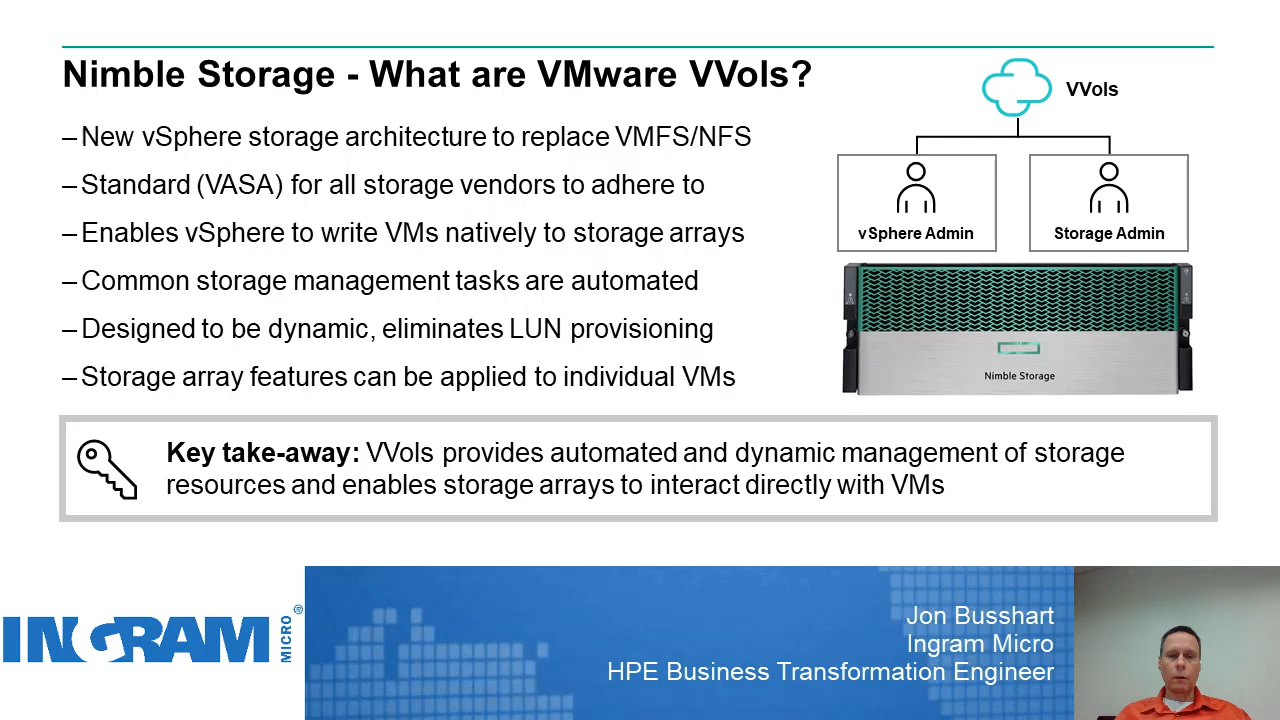 Nimble Storage - What are VMware VVols?
– New vSphere storage architecture to replace VMFS/NFS
– Standard (VASA) for all storage vendors to adhere to
– Enables vSphere to write VMs natively to storage arrays
– Common storage management tasks are automated
– Designed to be dynamic, eliminates LUN provisioning
– Storage array features can be applied to individual VMs
VVols
vSphere Admin
Storage Admin
Nimble Storage
Key take-away: VVols provides automated and dynamic management of storage
resources and enables storage arrays to interact directly with VMs
INGRAM
MICRO
®
Jon Busshart
Ingram Micro
HPE Business Transformation Engineer